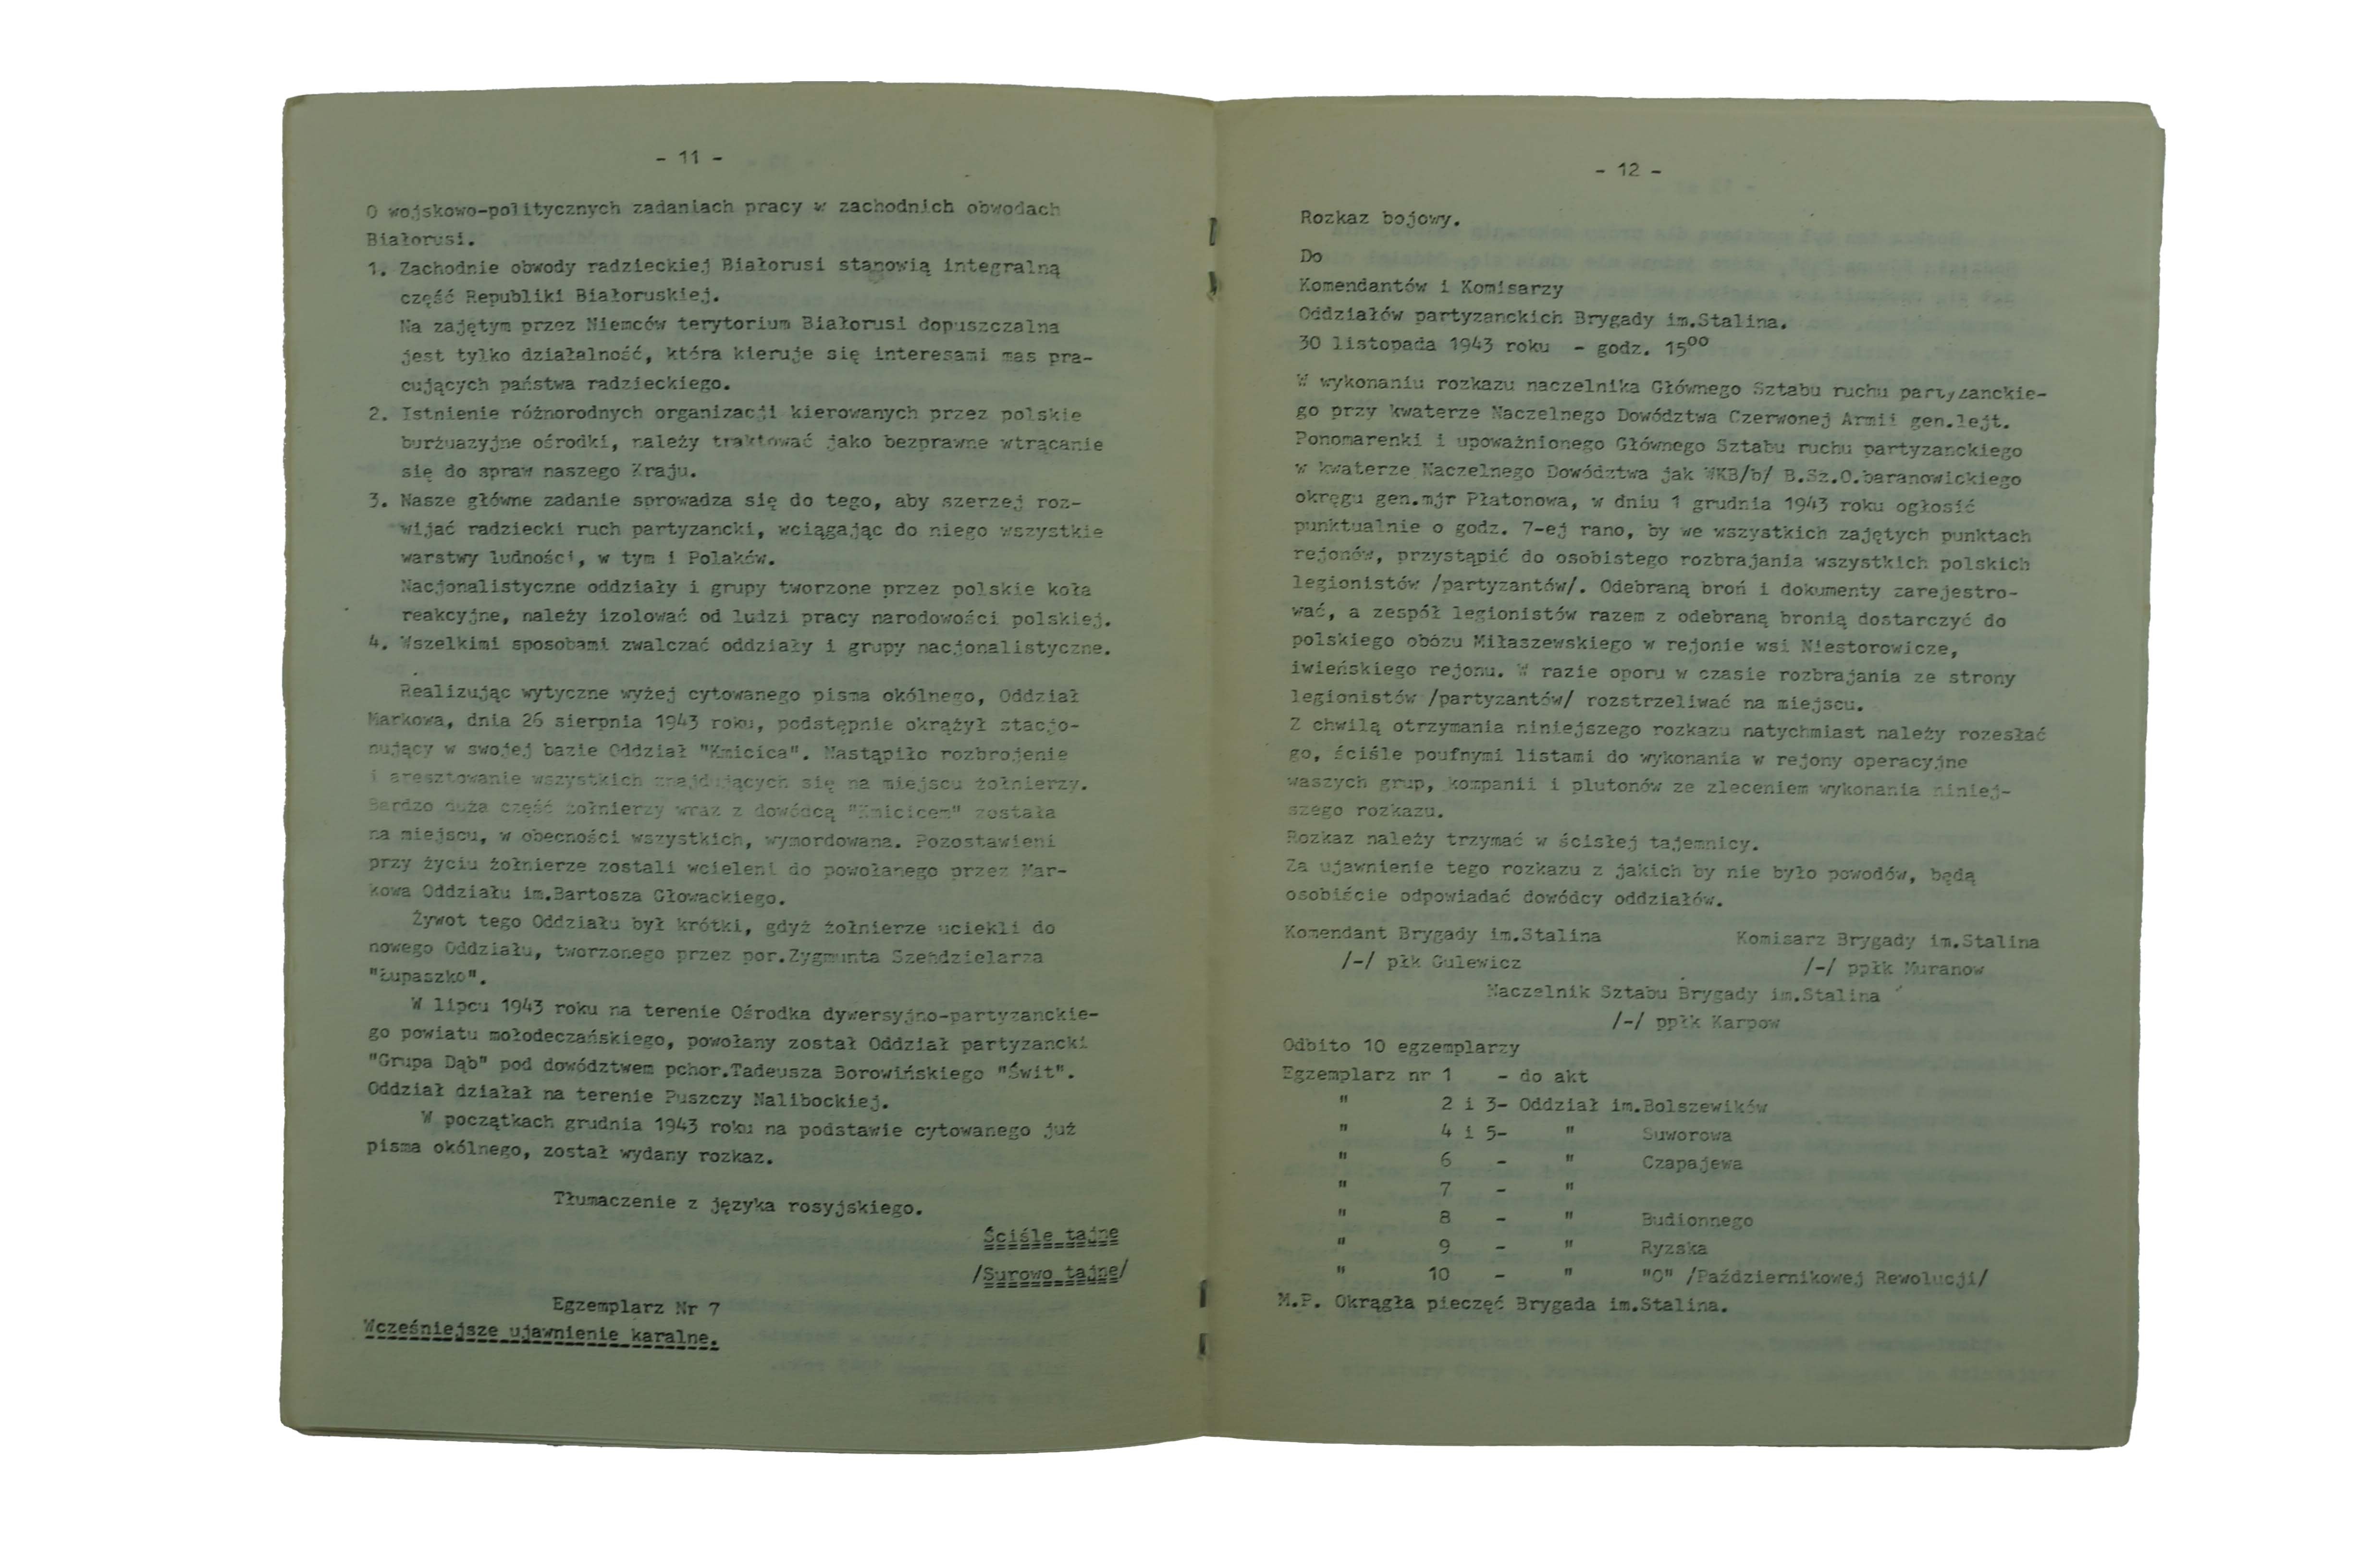 - 11 -
O wojskowo-politycznych zadaniach pracy w zachodnich obwodach
Białorusi.
1. Zachodnie obwody radzieckiej Białorusi stanowią integralną
część Republiki Białoruskiej.
Na zajętym przez Niemców terytorium Białorusi dopuszczalna
jest tylko działalność, która kieruje się interesami mas pra-
cujących państwa radzieckiego.
2. Istnienie różnorodnych organizacji kierowanych przez polskie
burżuazyjne ośrodki, należy traktować jako bezprawne wtrącanie
się do spraw naszego Kraju.
3. Nasze główne zadanie sprowadza się do tego, aby szerzej roz-
wijać radziecki ruch partyzancki, wciągając do niego wszystkie
warstwy ludności, w tym i Polaków.
Nacjonalistyczne oddziały i grupy tworzone przez polskie koła
reakcyjne, należy izolować od ludzi pracy narodowości polskiej.
4. Wszelkimi sposobami zwalczać oddziały i grupy nacjonalistyczne.
Realizując wytyczne wyżej cytowanego pisma okólnego, Oddział
Markowa, dnia 26 sierpnia 1943 roku, podstępnie okrążył stacjo-
nujący w swojej bazie Oddział "Kmicica". Nastąpiło rozbrojenie
i aresztowanie wszystkich znajdujących się na miejscu żołnierzy.
Bardzo duża część żołnierzy wraz z dowódcą "Kmicicem" została
na miejscu, w obecności wszystkich, wymordowana. Pozostawieni
przy życiu żołnierze zostali wcieleni do powołanego przez Mar-
kowa Oddziału im.Bartosza Głowackiego.
Żywot tego Oddziału był krótki, gdyż żołnierze uciekli do
nowego Oddziału, tworzonego przez por.Zygmunta Szendzielarza
"Łupaszko".
W lipcu 1943 roku na terenie Ośrodka dywersyjno-partyzanckie-
go powiatu mołodeczańskiego, powołany został Oddział partyzancki
"Grupa Dąb" pod dowództwem pchor.Tadeusza Borowińskiego "Świt".
Oddział działał na terenie Puszczy Nalibockiej.
W początkach grudnia 1943 roku na podstawie cytowanego już
pisma okólnego, został wydany rozkaz.
Tłumaczenie z języka rosyjskiego.
Ściśle tajne
/Surowo tajne/
Egzemplarz Nr 7
Wcześniejsze ujawnienie karalne.
- 12 -
Rozkaz bojowy.
Do
Komendantów i Komisarzy
Oddziałów partyzanckich Brygady im.Stalina.
30 listopada 1943 roku - godz. 15⁰⁰
W wykonaniu rozkazu naczelnika Głównego Sztabu ruchu partyzanckie-
go przy kwaterze Naczelnego Dowództwa Czerwonej Armii gen.lejt.
Ponomarenki i upoważnionego Głównego Sztabu ruchu partyzanckiego
w kwaterze Naczelnego Dowództwa jak WKB/b/ B.Sz.O.baranowickiego
okręgu gen.mjr Płatonowa, w dniu 1 grudnia 1943 roku ogłosić
punktualnie o godz. 7-ej rano, by we wszystkich zajętych punktach
rejonów, przystąpić do osobistego rozbrajania wszystkich polskich
legionistów /partyzantów/. Odebraną broń i dokumenty zarejestro-
wać, a zespół legionistów razem z odebraną bronią dostarczyć do
polskiego obózu Miłaszewskiego w rejonie wsi Niestorowicze,
iwieńskiego rejonu. W razie oporu w czasie rozbrajania ze strony
legionistów /partyzantów/ rozstrzeliwać na miejscu.
Z chwilą otrzymania niniejszego rozkazu natychmiast należy rozesłać
go, ściśle poufnymi listami do wykonania w rejony operacyjne
waszych grup, kompanii i plutonów ze zleceniem wykonania niniej-
szego rozkazu.
Rozkaz należy trzymać w ścisłej tajemnicy.
Za ujawnienie tego rozkazu z jakich by nie było powodów, będą
osobiście odpowiadać dowódcy oddziałów.
Komendant Brygady im.Stalina Komisarz Brygady im.Stalina
/-/ płk Gulewicz /-/ ppłk Muranow
Naczelnik Sztabu Brygady im.Stalina
/-/ ppłk Karpow
Odbito 10 egzemplarzy
Egzemplarz nr 1 - do akt
" 2 i 3- Oddział im.Bolszewików
" 4 i 5- " Suworowa
" 6 - " Czapajewa
" 7 - "
" 8 - " Budionnego
" 9 - " Ryzska
" 10 - " "O" /Październikowej Rewolucji/
M.P. Okrągła pieczęć Brygada im.Stalina.